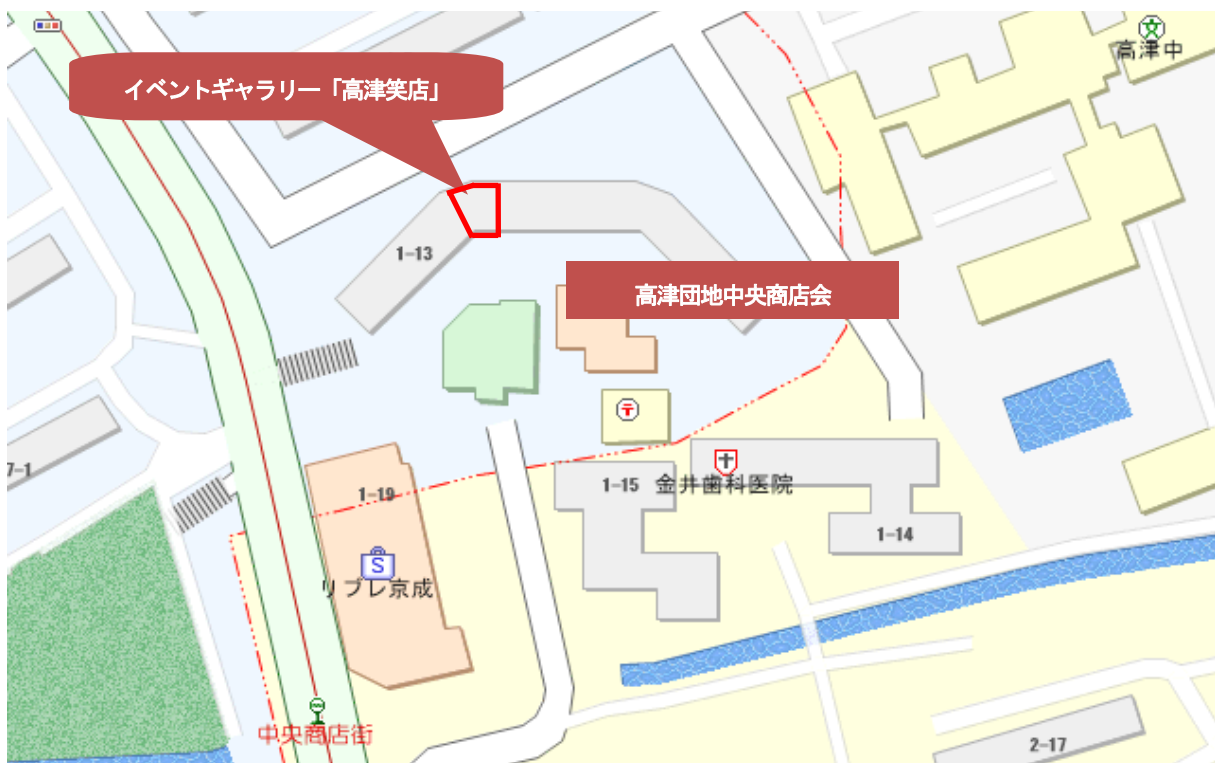 高津中
イベントギャラリー「高津笑店」
1-13
高津団地中央商店会
〒
7-1
1-19
1-15
金井歯科医院
1-14
S
リブレ京成
中央商店街
2-17